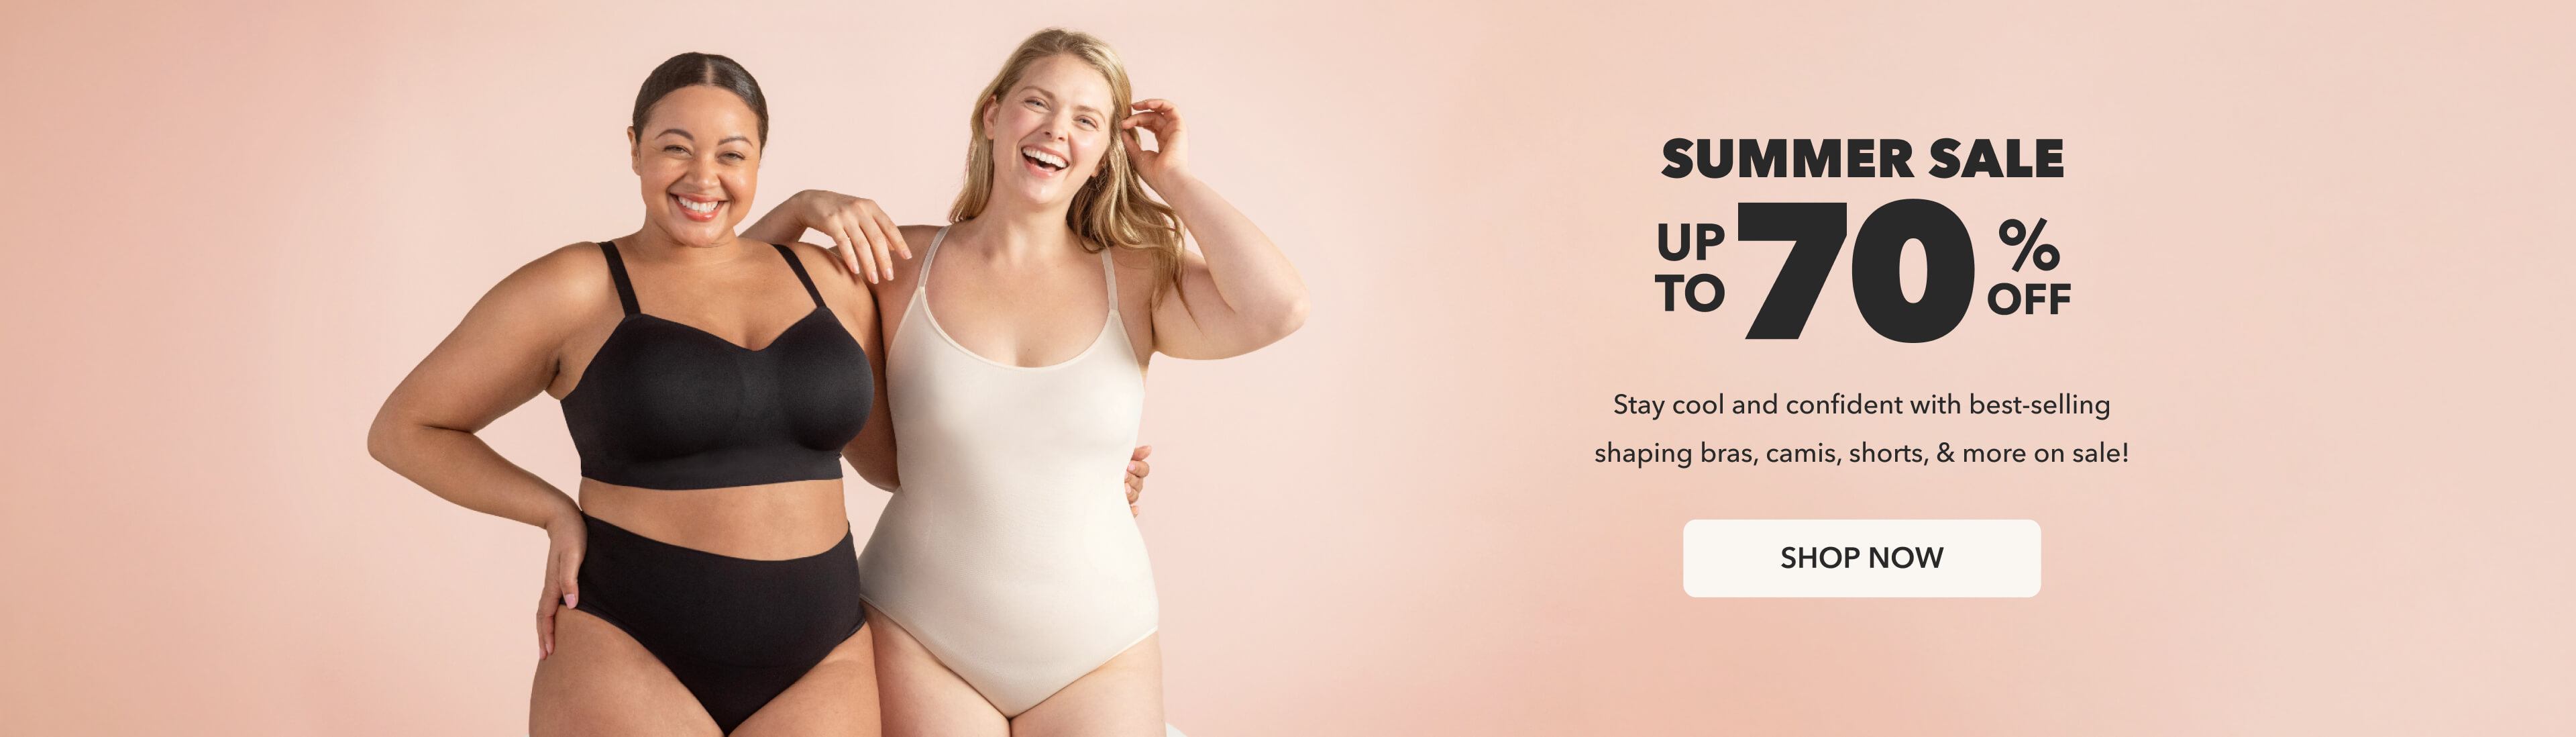 SUMMER SALE
UP TO 70% OFF
Stay cool and confident with best-selling
shaping bras, camis, shorts, & more on sale!
SHOP NOW